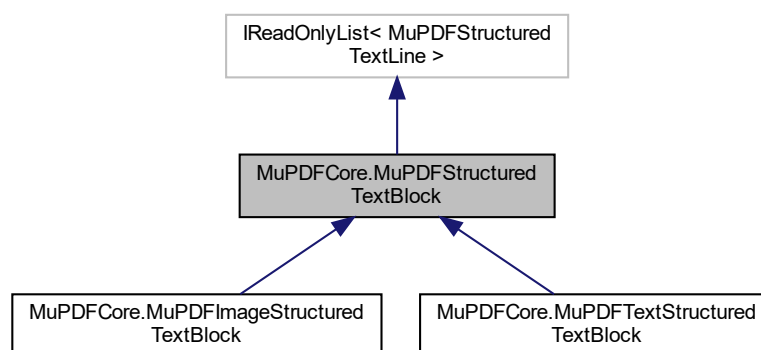 IReadOnlyList< MuPDFStructured
TextLine >
MuPDFCore.MuPDFStructured
TextBlock
MuPDFCore.MuPDFImageStructured
TextBlock
MuPDFCore.MuPDFTextStructured
TextBlock